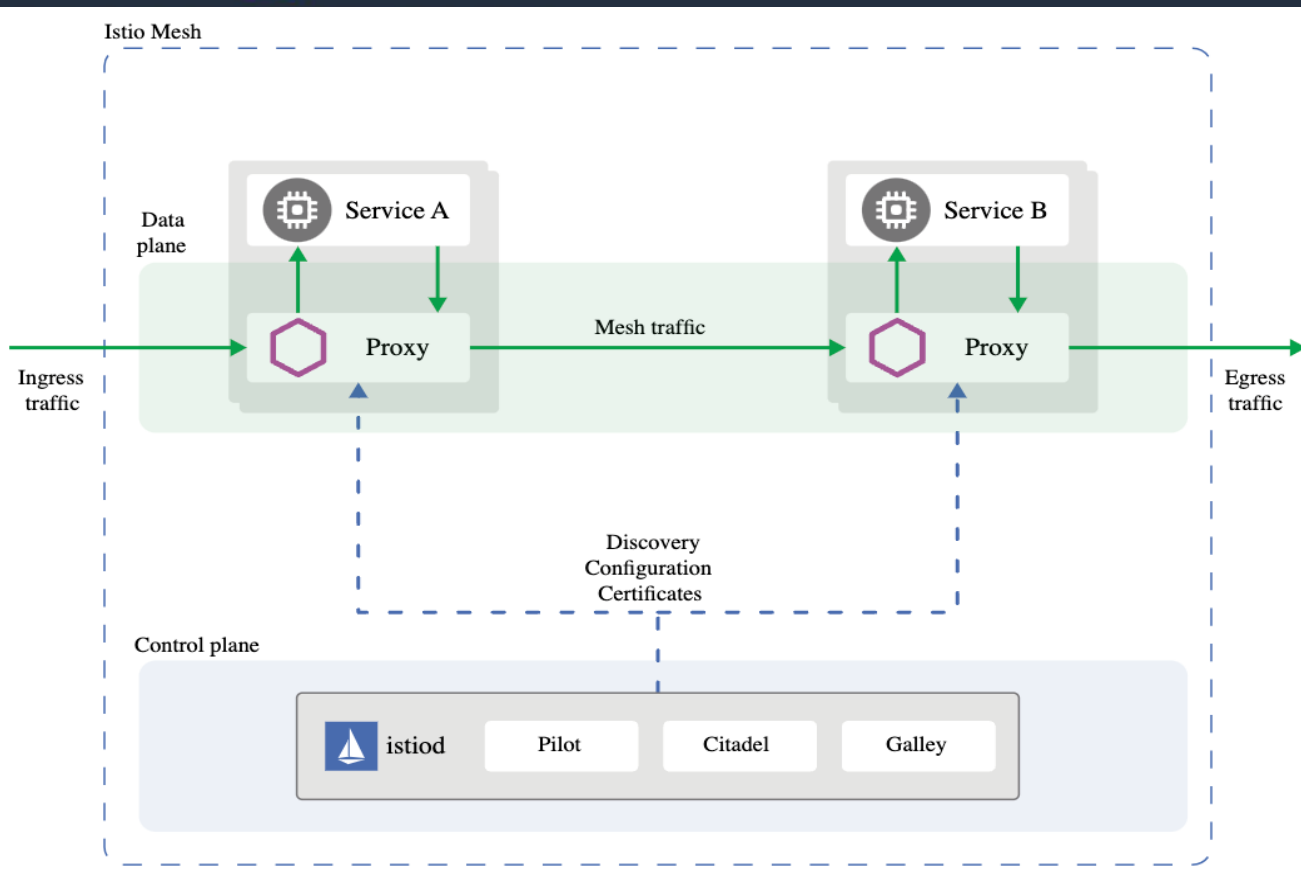 Istio Mesh
Data
plane
Service A
Service B
Proxy
Mesh traffic
Proxy
Ingress
traffic
Egress
traffic
Discovery
Configuration
Certificates
Control plane
istiod
Pilot
Citadel
Galley